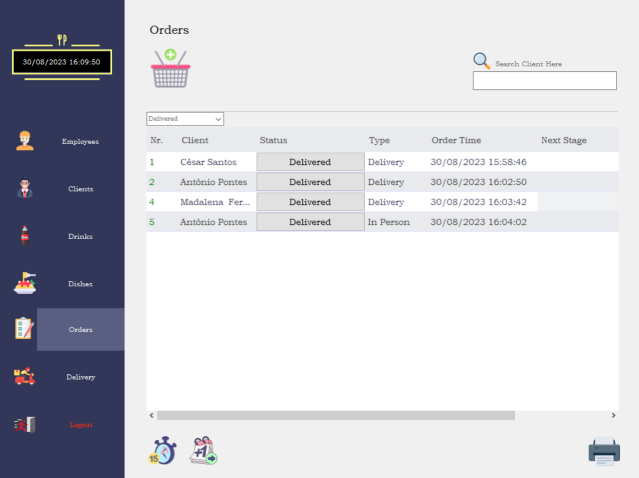 Orders
30/08/2023 16:09:50
Search Client Here
Delivered
Nr. Client Status Type Order Time Next Stage
1 César Santos Delivered Delivery 30/08/2023 15:58:46
2 Antônio Pontes Delivered Delivery 30/08/2023 16:02:50
4 Madalena Fer... Delivered Delivery 30/08/2023 16:03:42
5 Antônio Pontes Delivered In Person 30/08/2023 16:04:02
Employees
Clients
Drinks
Dishes
Orders
Delivery
Logout
15
+1